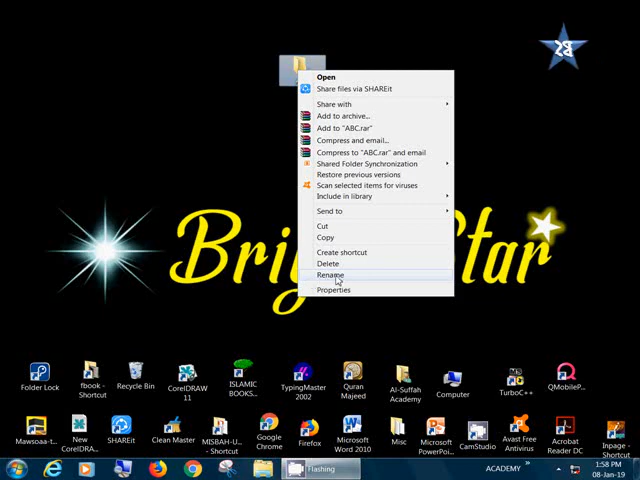 BS
Open
Share files via SHAREit
Share with
Add to archive...
Add to "ABC.rar"
Compress and email...
Compress to "ABC.rar" and email
Shared Folder Synchronization
Restore previous versions
Scan selected items for viruses
Include in library
Send to
Cut
Copy
Create shortcut
Delete
Rename
Properties
Brig
tar
Folder Lock
fbook - Shortcut
Recycle Bin
CorelDRAW 11
ISLAMIC BOOKS...
TypingMaster 2002
Quran Majeed
Al-Suffah Academy
Computer
TurboC++
QMobileP...
Mawsoaa-t...
New CorelDRA...
SHAREit
Clean Master
MISBAH-U... - Shortcut
Google Chrome
Firefox
Microsoft Word 2010
Misc
Microsoft PowerPoi...
CamStudio
Avast Free Antivirus
Acrobat Reader DC
Inpage - Shortcut
Flashing
ACADEMY
1:58 PM
08-Jan-19